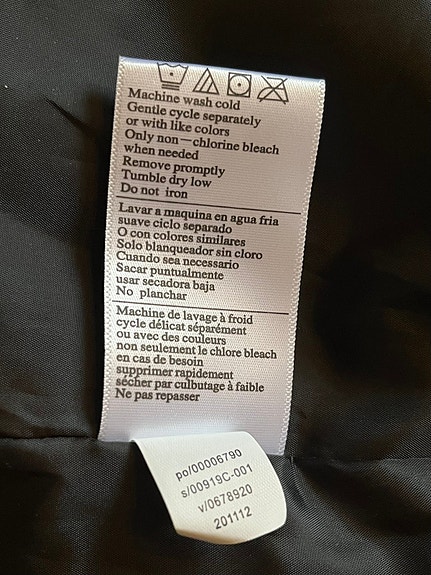 Machine wash cold
Gentle cycle separately
or with like colors
Only non-chlorine bleach
when needed
Remove promptly
Tumble dry low
Do not iron
Lavar a maquina en agua fria
suave ciclo separado
O con colores similares
Solo blanqueador sin cloro
Cuando sea necessario
Sacar puntualmente
usar secadora baja
No planchar
Machine de lavage à froid
cycle délicat séparément
ou avec des couleurs
non seulement le chlore bleach
en cas de besoin
supprimer rapidement
sécher par culbutage à faible
Ne pas repasser
po/00006790
s/00919C-001
v/0678920
201112